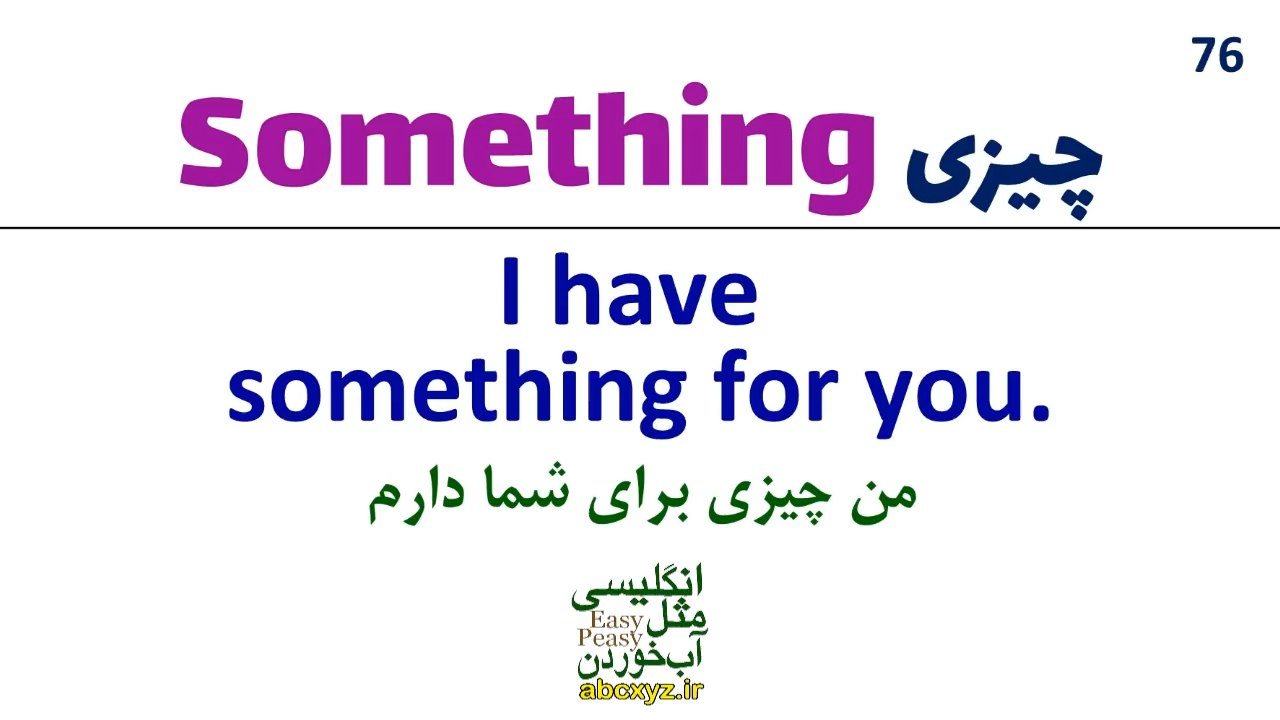 76
Something چیزی
I have
something for you.
من چیزی برای شما دارم
انگلیسی
مثل Easy
Peasy
آب‌خوردن
abcxyz.ir